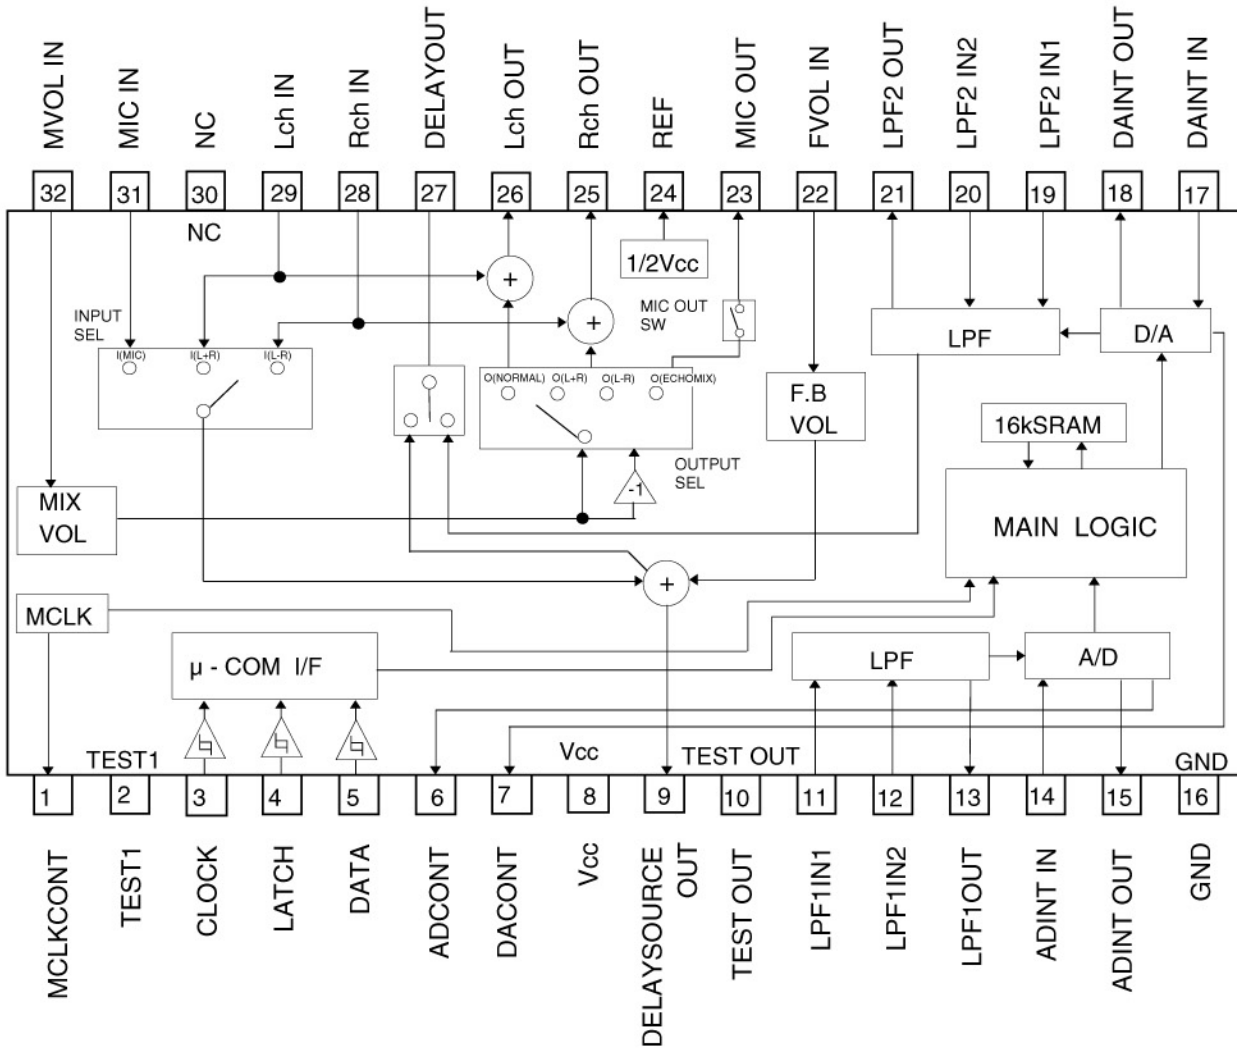 MVOL IN
MIC IN
NC
Lch IN
Rch IN
DELAYOUT
Lch OUT
Rch OUT
REF
MIC OUT
FVOL IN
LPF2 OUT
LPF2 IN2
LPF2 IN1
DAINT OUT
DAINT IN
32 31 30 29 28 27 26 25 24 23 22 21 20 19 18 17
NC
1/2Vcc
+
INPUT
SEL
MIC OUT
SW
+
LPF
D/A
I(MIC) I(L+R) I(L-R)
O(NORMAL) O(L+R) O(L-R) O(ECHOMIX)
F.B
VOL
16kSRAM
OUTPUT
SEL
-1
MIX
VOL
MAIN LOGIC
+
MCLK
μ - COM I/F
LPF
A/D
TEST1
Vcc
TEST OUT
GND
1 2 3 4 5 6 7 8 9 10 11 12 13 14 15 16
MCLKCONT
TEST1
CLOCK
LATCH
DATA
ADCONT
DACONT
Vcc
DELAYSOURCE
OUT
TEST OUT
LPF1IN1
LPF1IN2
LPF1OUT
ADINT IN
ADINT OUT
GND